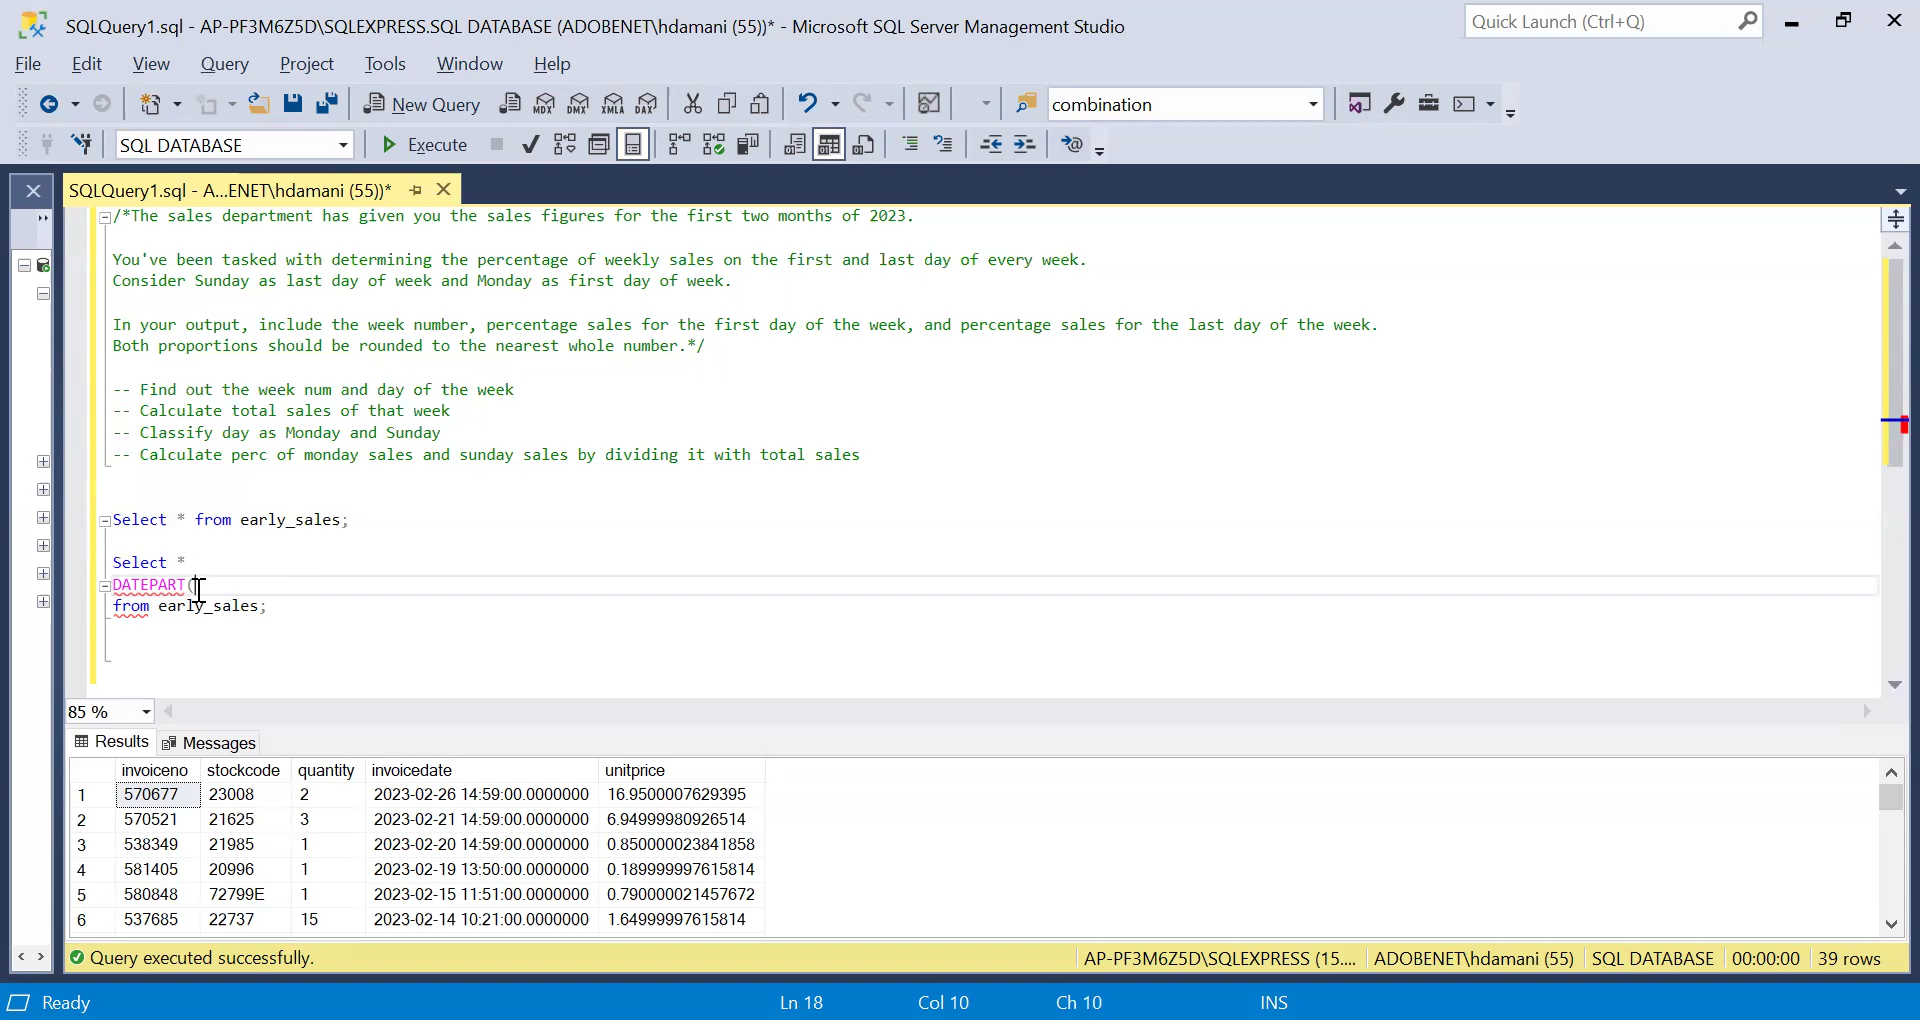 SQLQuery1.sql - AP-PF3M6Z5D\SQLEXPRESS.SQL DATABASE (ADOBENET\hdamani (55))* - Microsoft SQL Server Management Studio
Quick Launch (Ctrl+Q)
File Edit View Query Project Tools Window Help
New Query MDX DMX XMLA DAX combination
SQL DATABASE Execute
SQLQuery1.sql - A...ENET\hdamani (55))*
/*The sales department has given you the sales figures for the first two months of 2023.
You've been tasked with determining the percentage of weekly sales on the first and last day of every week.
Consider Sunday as last day of week and Monday as first day of week.
In your output, include the week number, percentage sales for the first day of the week, and percentage sales for the last day of the week.
Both proportions should be rounded to the nearest whole number.*/
-- Find out the week num and day of the week
-- Calculate total sales of that week
-- Classify day as Monday and Sunday
-- Calculate perc of monday sales and sunday sales by dividing it with total sales
Select * from early_sales;
Select *
DATEPART(
from early_sales;
85 %
Results Messages
invoiceno stockcode quantity invoicedate unitprice
1 570677 23008 2 2023-02-26 14:59:00.0000000 16.9500007629395
2 570521 21625 3 2023-02-21 14:59:00.0000000 6.94999980926514
3 538349 21985 1 2023-02-20 14:59:00.0000000 0.850000023841858
4 581405 20996 1 2023-02-19 13:50:00.0000000 0.189999997615814
5 580848 72799E 1 2023-02-15 11:51:00.0000000 0.790000021457672
6 537685 22737 15 2023-02-14 10:21:00.0000000 1.64999997615814
Query executed successfully. AP-PF3M6Z5D\SQLEXPRESS (15.... ADOBENET\hdamani (55) SQL DATABASE 00:00:00 39 rows
Ready Ln 18 Col 10 Ch 10 INS